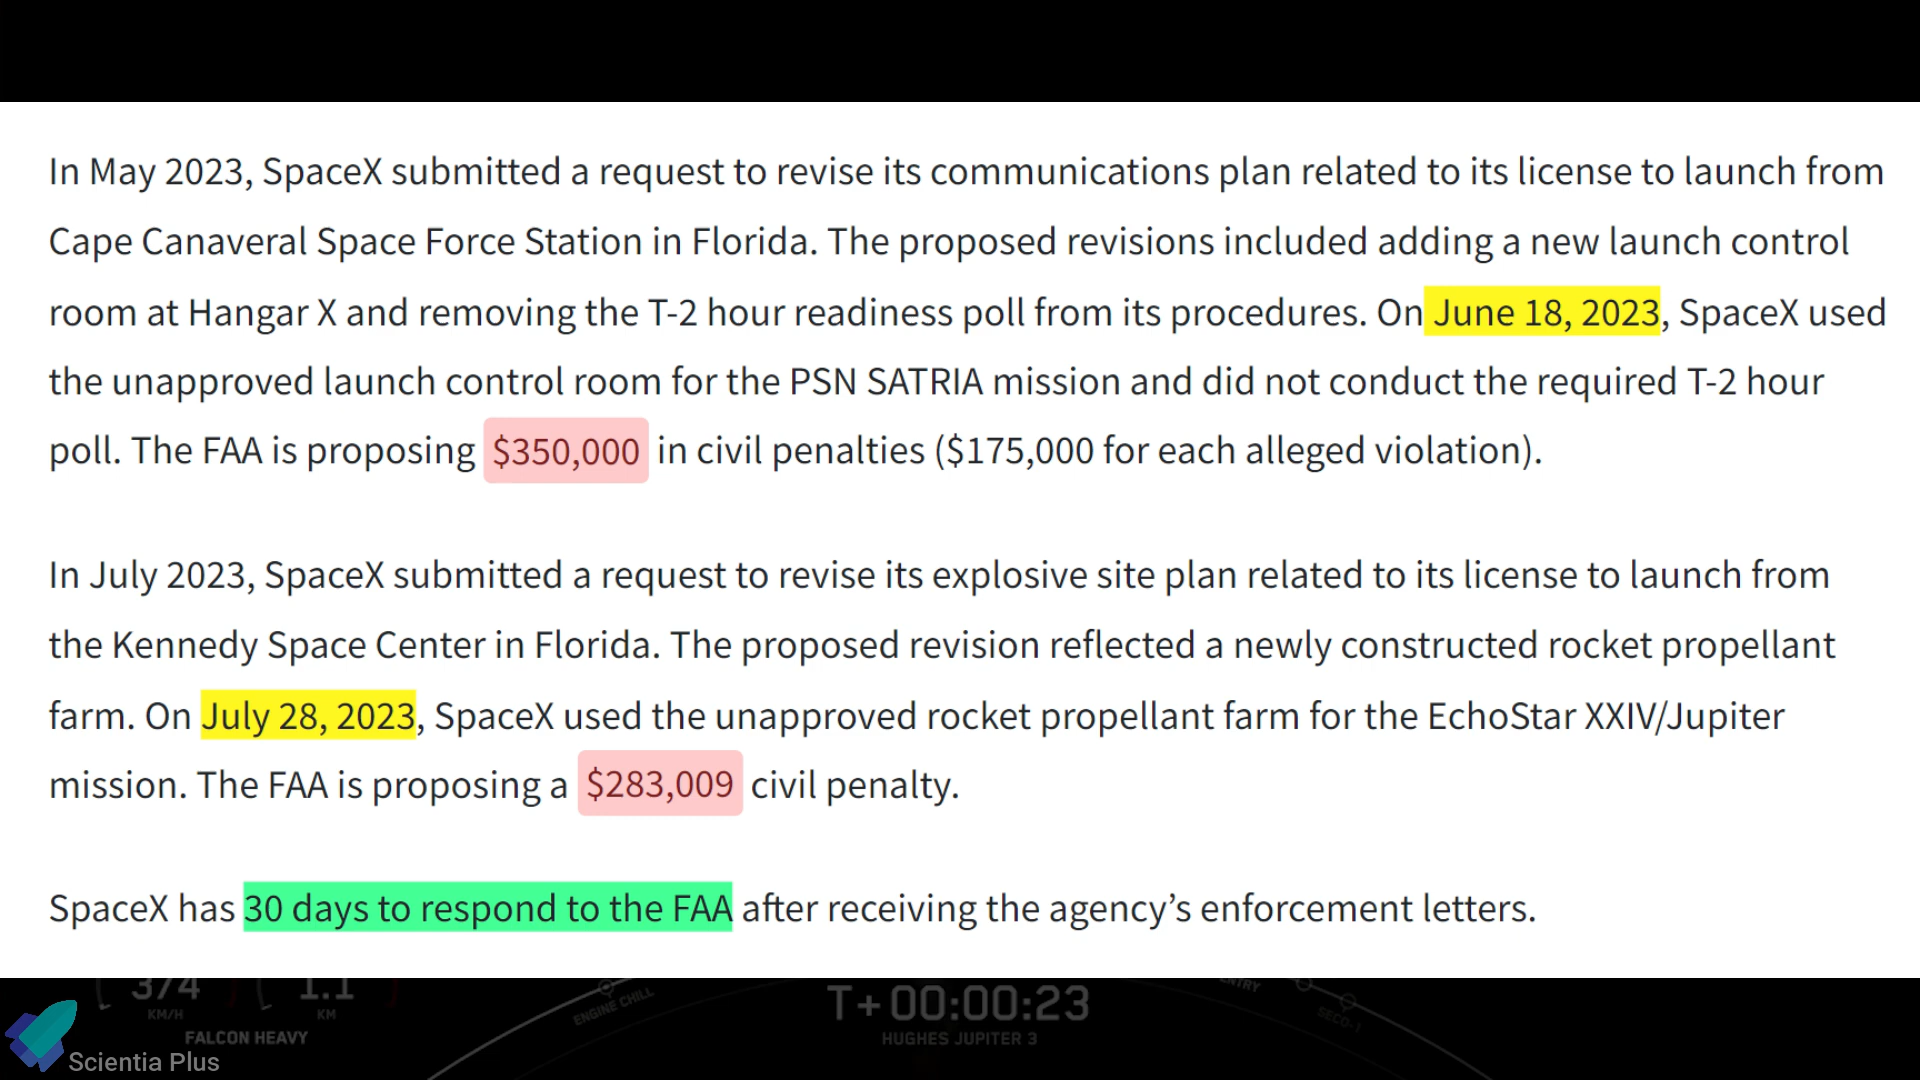 In May 2023, SpaceX submitted a request to revise its communications plan related to its license to launch from
Cape Canaveral Space Force Station in Florida. The proposed revisions included adding a new launch control
room at Hangar X and removing the T-2 hour readiness poll from its procedures. On June 18, 2023, SpaceX used
the unapproved launch control room for the PSN SATRIA mission and did not conduct the required T-2 hour
poll. The FAA is proposing $350,000 in civil penalties ($175,000 for each alleged violation).
In July 2023, SpaceX submitted a request to revise its explosive site plan related to its license to launch from
the Kennedy Space Center in Florida. The proposed revision reflected a newly constructed rocket propellant
farm. On July 28, 2023, SpaceX used the unapproved rocket propellant farm for the EchoStar XXIV/Jupiter
mission. The FAA is proposing a $283,009 civil penalty.
SpaceX has 30 days to respond to the FAA after receiving the agency’s enforcement letters.
374 1.1
KM/H KM
FALCON HEAVY
ENGINE CHILL
T+00:00:23
HUGHES JUPITER 3
SECO-1
Scientia Plus